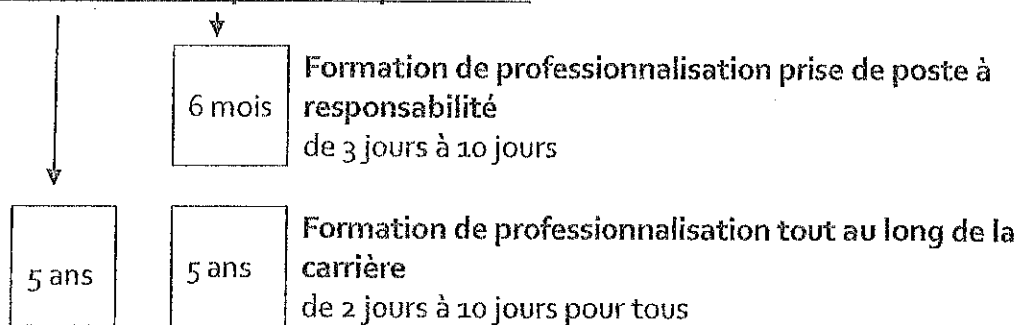 6 mois
Formation de professionnalisation prise de poste à
responsabilité
de 3 jours à 10 jours
5 ans
5 ans
Formation de professionnalisation tout au long de la
carrière
de 2 jours à 10 jours pour tous